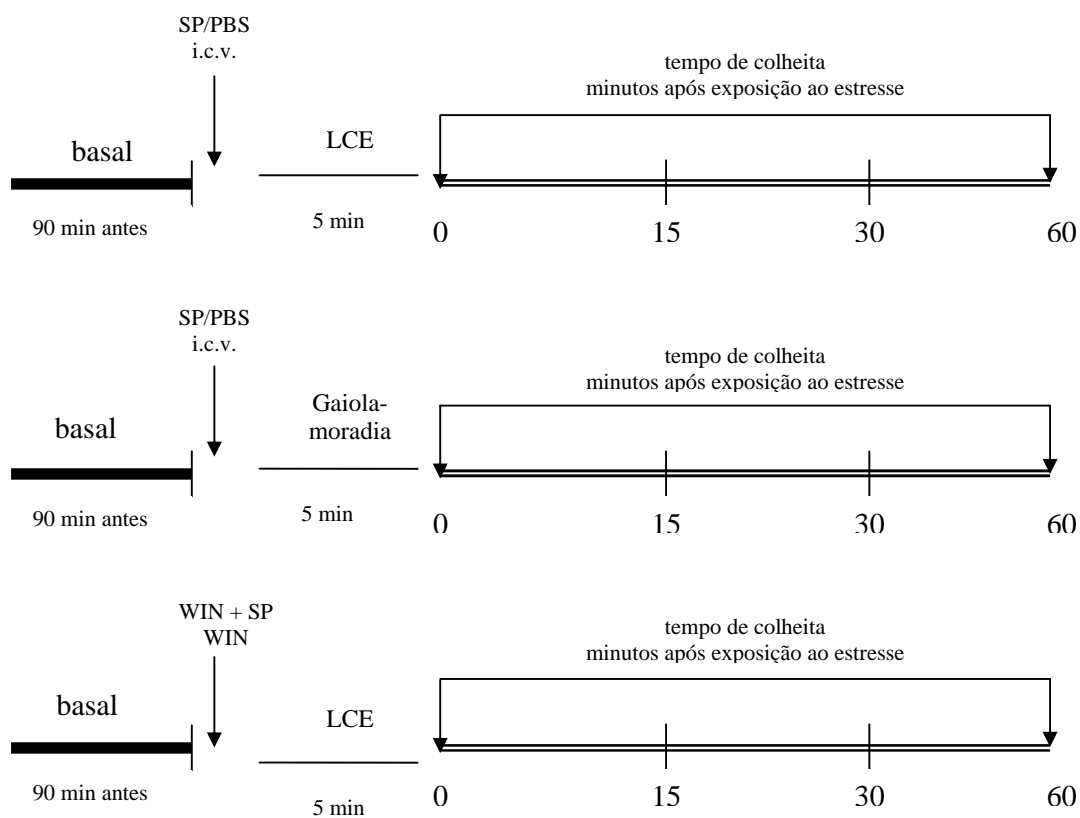 SP/PBS
i.c.v.
tempo de colheita
minutos após exposição ao estresse
basal
LCE
90 min antes
5 min
0
15
30
60
SP/PBS
i.c.v.
tempo de colheita
minutos após exposição ao estresse
Gaiola-
moradia
basal
90 min antes
5 min
0
15
30
60
WIN + SP
WIN
tempo de colheita
minutos após exposição ao estresse
basal
LCE
90 min antes
5 min
0
15
30
60